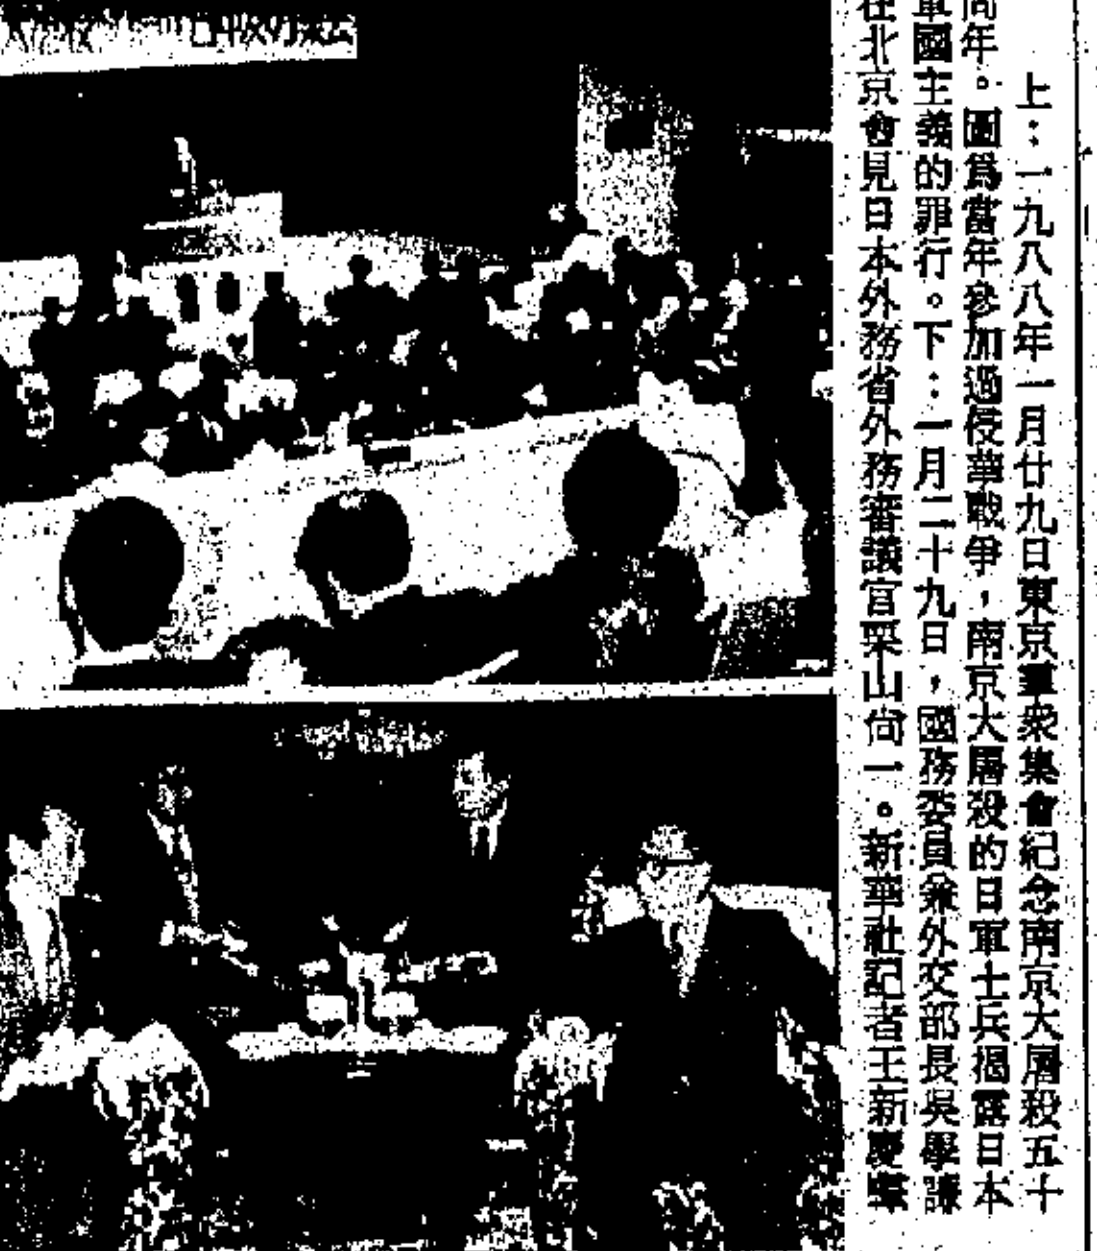 上：一九八八年一月廿九日東京羣衆集會紀念南京大屠殺五十
周年。圖爲當年參加過侵華戰爭，南京大屠殺的日軍士兵揭露日本
軍國主義的罪行。下：一月二十九日，國務委員兼外交部長吳學謙
在北京會見日本外務省外務審議官栗山尙一。新華社記者王新慶攝